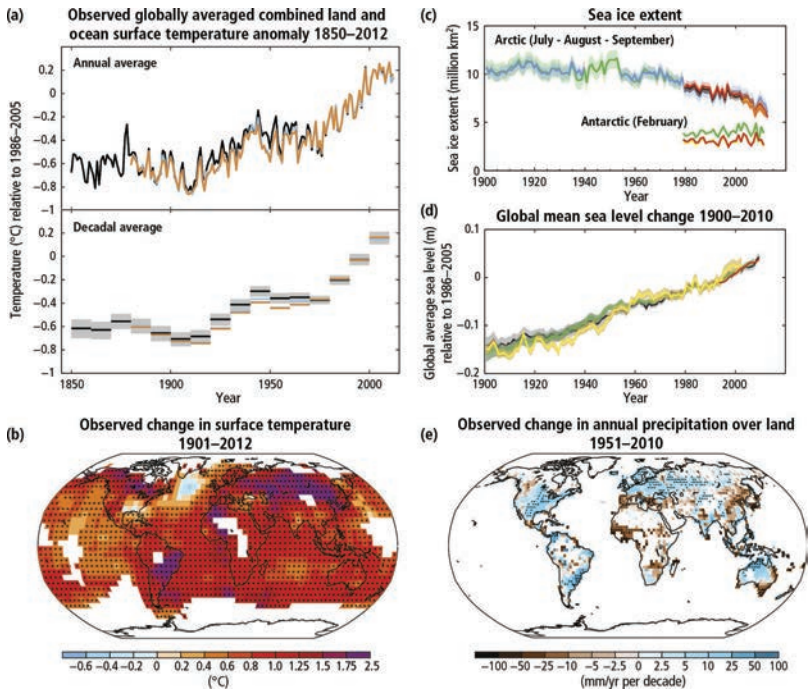 (a)
Observed globally averaged combined land and
ocean surface temperature anomaly 1850–2012
Annual average
0.2
0
−0.2
−0.4
−0.6
−0.8
−1
Decadal average
0.2
0
−0.2
−0.4
−0.6
−0.8
−1
Temperature (°C) relative to 1986–2005
1850
1900
1950
2000
Year
(c)
Sea ice extent
Arctic (July - August - September)
Antarctic (February)
15
10
5
0
Sea ice extent (million km²)
1900
1920
1940
1960
1980
2000
Year
(d)
Global mean sea level change 1900–2010
0.1
0
−0.1
−0.2
Global average sea level (m)
relative to 1986–2005
1900
1920
1940
1960
1980
2000
Year
(b)
Observed change in surface temperature
1901–2012
−0.6 −0.4 −0.2 0 0.2 0.4 0.6 0.8 1.0 1.25 1.5 1.75 2.5
(°C)
(e)
Observed change in annual precipitation over land
1951–2010
−100 −50 −25 −10 −5 −2.5 0 2.5 5 10 25 50 100
(mm/yr per decade)